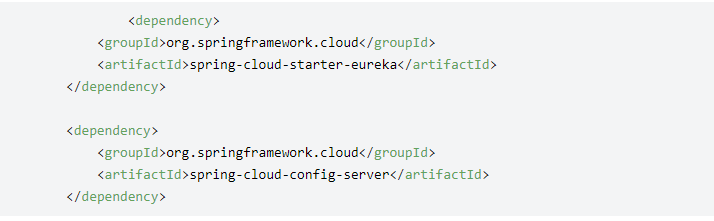 <dependency>
<groupId>org.springframework.cloud</groupId>
<artifactId>spring-cloud-starter-eureka</artifactId>
</dependency>
<dependency>
<groupId>org.springframework.cloud</groupId>
<artifactId>spring-cloud-config-server</artifactId>
</dependency>